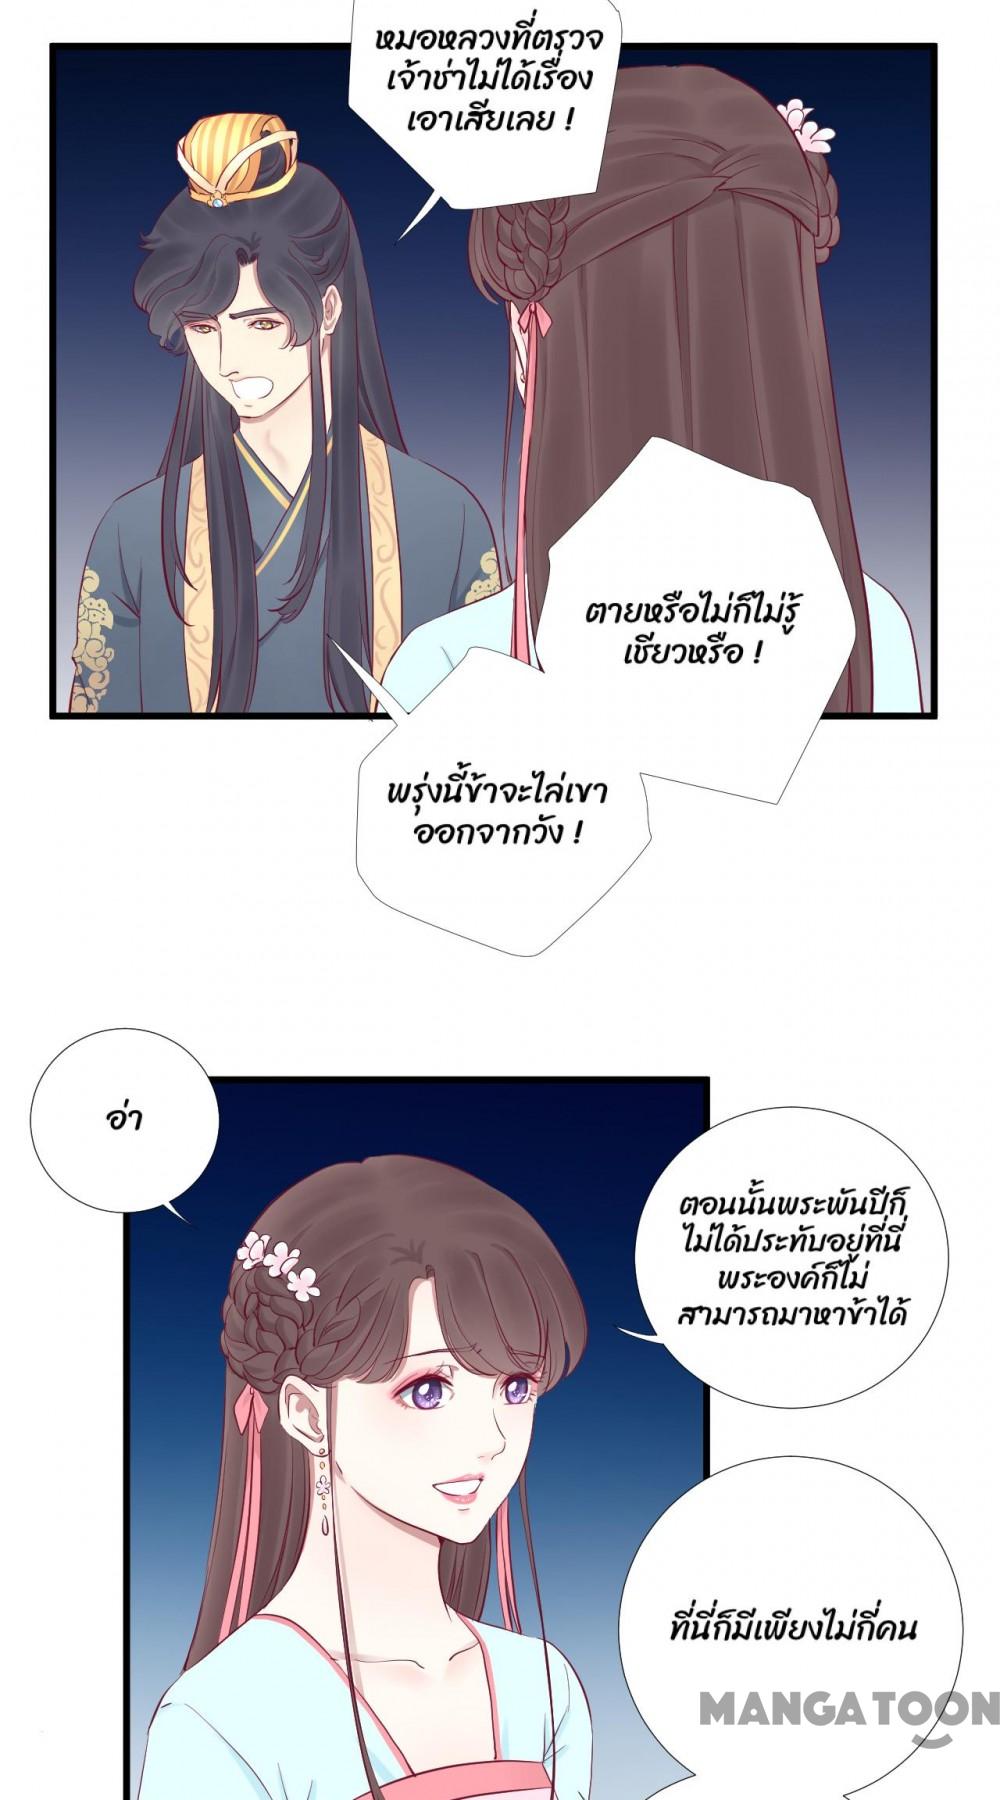 หมอหลวงที่ตรวจ
เจ้าช่าไม่ได้เรื่อง
เอาเสียเลย !
ตายหรือไม่ก็ไม่รู้
เชียวหรือ !
พรุ่งนี้ข้าจะไล่เขา
ออกจากวัง !
อ่า
ตอนนั้นพระพันปีก็
ไม่ได้ประทับอยู่ที่นี่
พระองค์ก็ไม่
สามารถมาหาข้าได้
ที่นี่ก็มีเพียงไม่กี่คน
MANGATOON